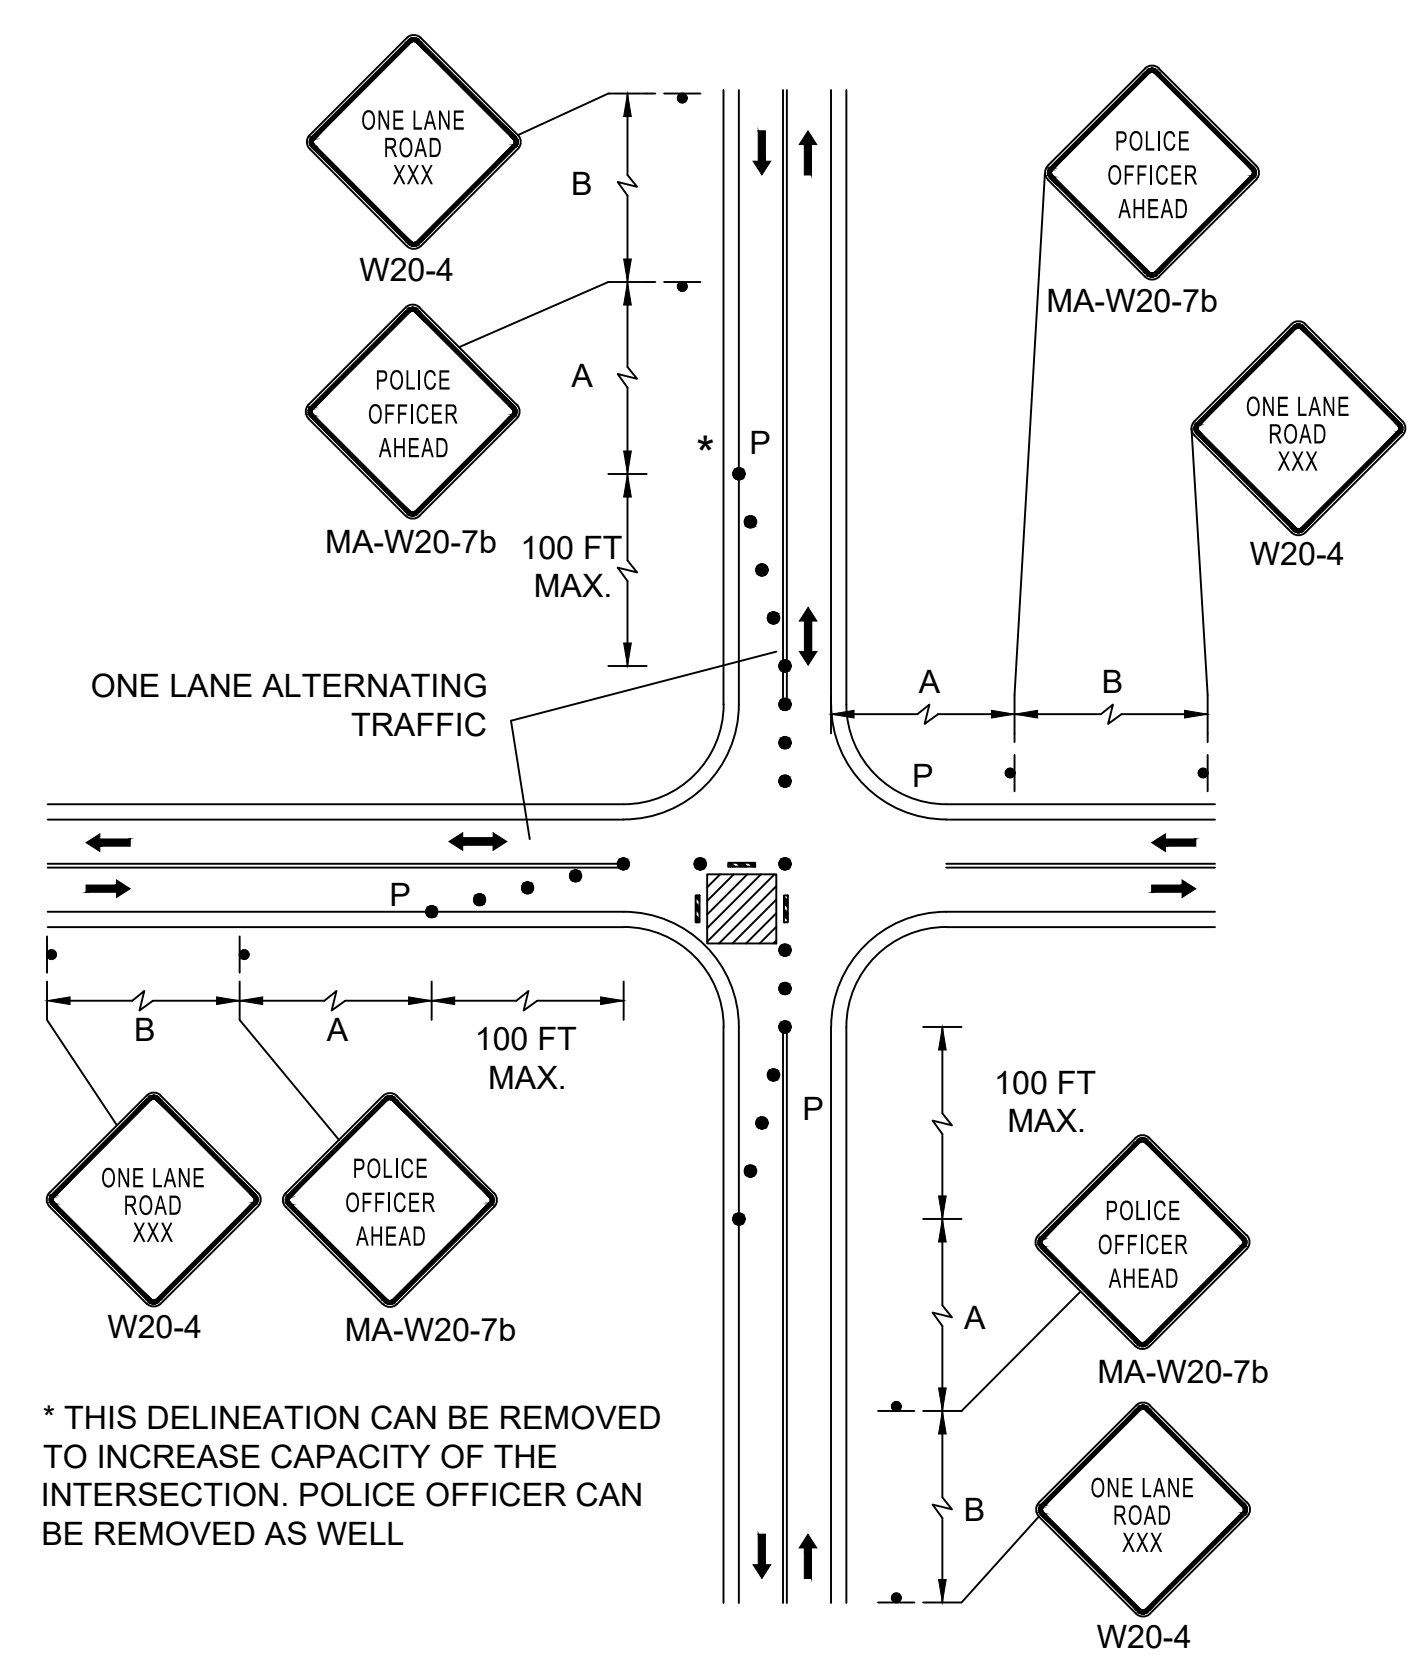 ONE LANE
ROAD
XXX
W20-4
B
POLICE
OFFICER
AHEAD
MA-W20-7b
POLICE
OFFICER
AHEAD
MA-W20-7b
A
* P
ONE LANE
ROAD
XXX
W20-4
100 FT
MAX.
ONE LANE ALTERNATING
TRAFFIC
A
B
P
P
B
A
100 FT
MAX.
P
100 FT
MAX.
ONE LANE
ROAD
XXX
W20-4
POLICE
OFFICER
AHEAD
MA-W20-7b
POLICE
OFFICER
AHEAD
MA-W20-7b
A
B
ONE LANE
ROAD
XXX
W20-4
* THIS DELINEATION CAN BE REMOVED
TO INCREASE CAPACITY OF THE
INTERSECTION. POLICE OFFICER CAN
BE REMOVED AS WELL